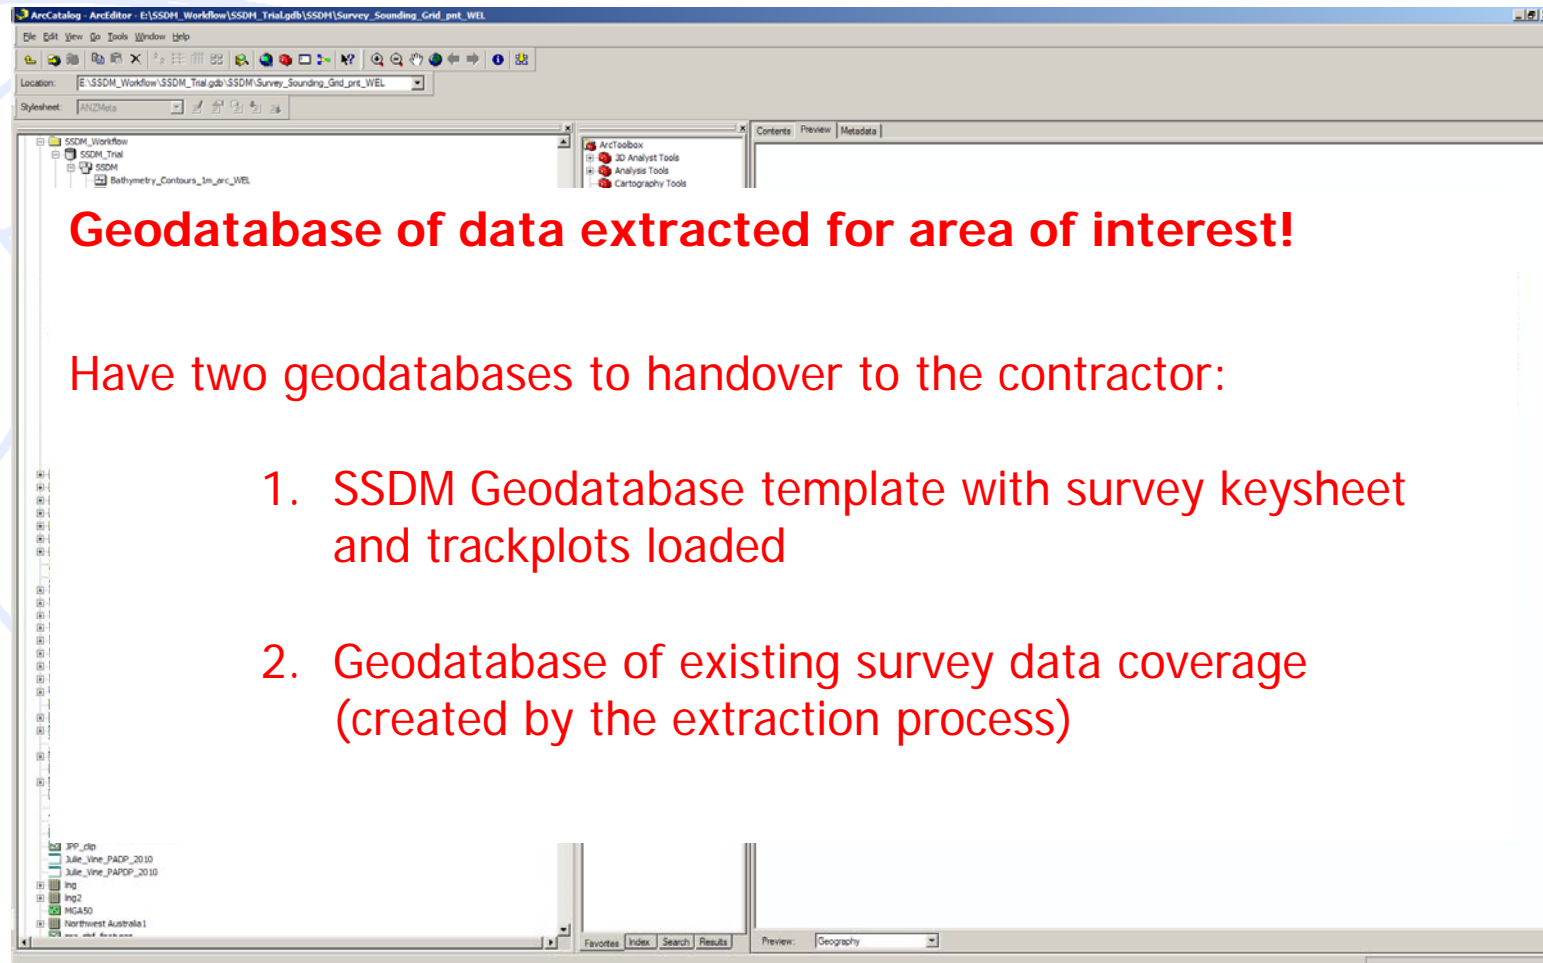 ArcCatalog - ArcEditor - E:\SSDM_Workflow\SSDM_Trial.gdb\SSDM\Survey_Sounding_Grid_pnt_WEL
File Edit View Go Tools Window Help
Location: E:\SSDM_Workflow\SSDM_Trial.gdb\SSDM\Survey_Sounding_Grid_pnt_WEL
Stylesheet: ANZMeta
Contents Preview Metadata
SSDM_Workflow
SSDM_Trial
SSDM
Bathymetry_Contours_1m_arc_WEL
ArcToolbox
3D Analyst Tools
Analysis Tools
Cartography Tools
Geodatabase of data extracted for area of interest!
Have two geodatabases to handover to the contractor:
1. SSDM Geodatabase template with survey keysheet
and trackplots loaded
2. Geodatabase of existing survey data coverage
(created by the extraction process)
JPP_clip
Julie_Vine_PADP_2010
Julie_Vine_PAPDP_2010
lng
lng2
MGA50
Northwest Australia1
Favorites Index Search Results
Preview: Geography